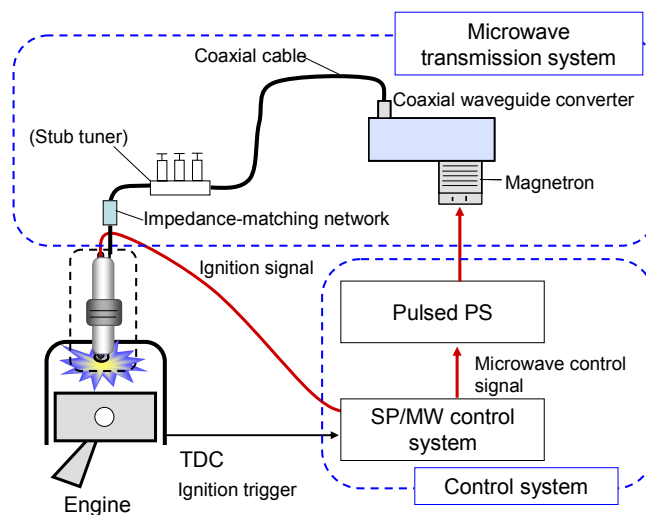 Microwave
transmission system
Coaxial cable
Coaxial waveguide converter
(Stub tuner)
Magnetron
Impedance-matching network
Ignition signal
Pulsed PS
Microwave control
signal
SP/MW control
system
TDC
Ignition trigger
Engine
Control system